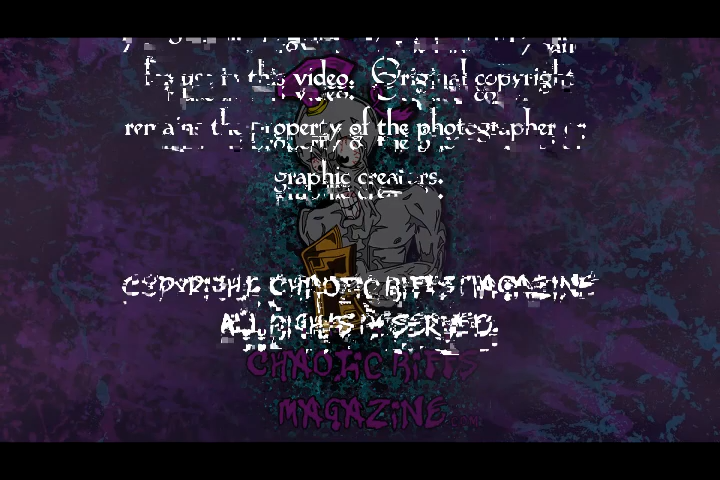 for use in this video. Original copyright
remains the property of the photographer or
graphic creators.
COPYRIGHT CHAOTIC RIFFS MAGAZINE
ALL RIGHTS RESERVED
CHAOTIC RIFFS
MAGAZINE